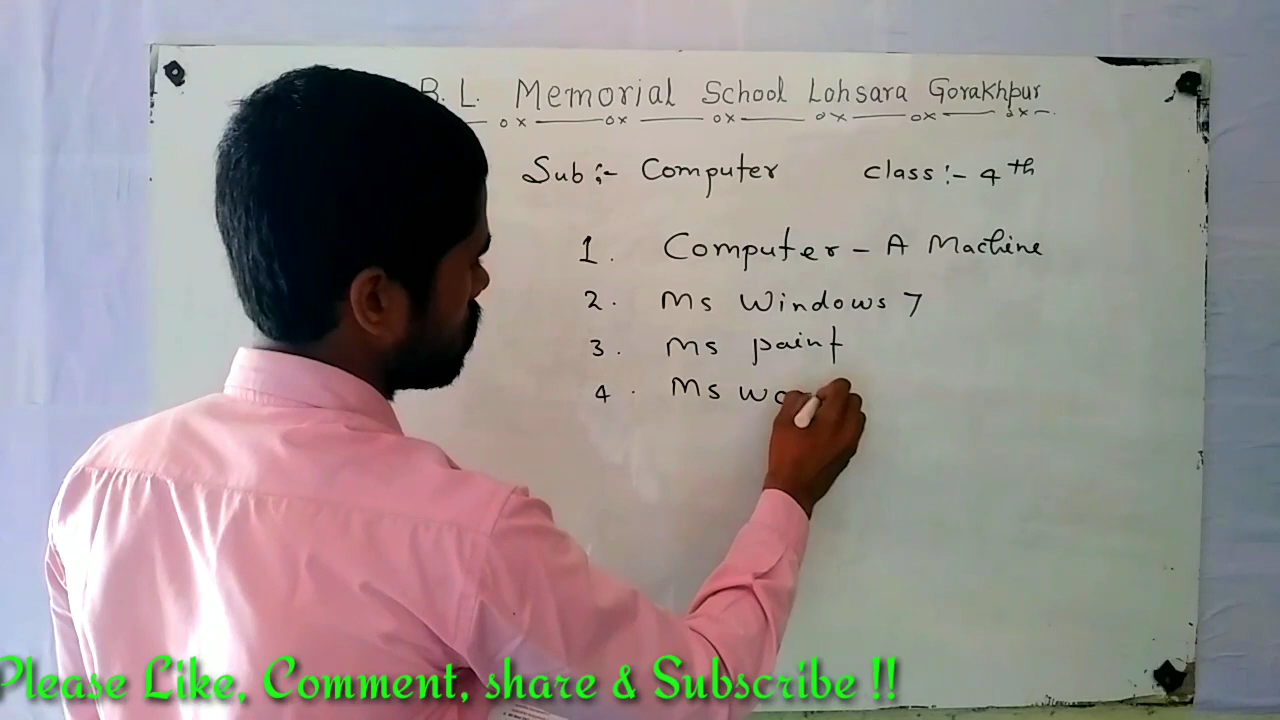 B. L. Memorial School Lohsara Gorakhpur
Sub :- Computer class :- 4th
1. Computer - A Machine
2. Ms Windows 7
3. Ms paint
4. Ms
Please Like, Comment, share & Subscribe !!